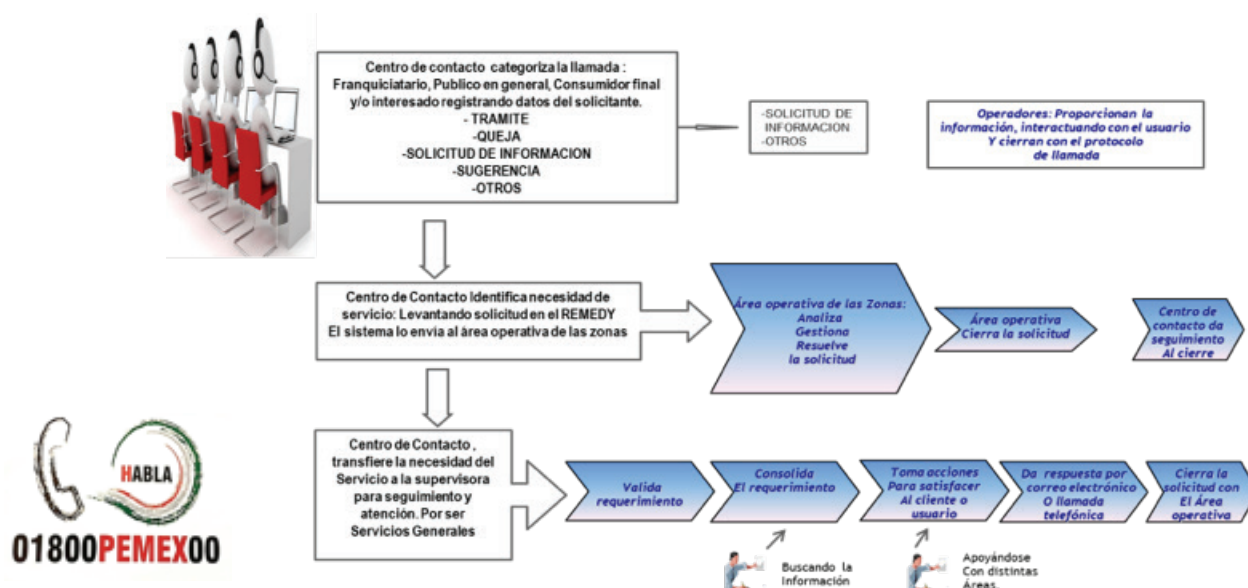 Centro de contacto categoriza la llamada :
Franquiciatario, Publico en general, Consumidor final
y/o interesado registrando datos del solicitante.
- TRAMITE
-QUEJA
-SOLICITUD DE INFORMACION
-SUGERENCIA
-OTROS
-SOLICITUD DE
INFORMACION
-OTROS
Operadores: Proporcionan la
información, interactuando con el usuario
Y cierran con el protocolo
de llamada
Centro de Contacto Identifica necesidad de
servicio: Levantando solicitud en el REMEDY
El sistema lo envía al área operativa de las zonas
Área operativa de las Zonas:
Analiza
Gestiona
Resuelve
la solicitud
Área operativa
Cierra la solicitud
Centro de
contacto da
seguimiento
Al cierre
Centro de Contacto ,
transfiere la necesidad del
Servicio a la supervisora
para seguimiento y
atención. Por ser
Servicios Generales
Valida
requerimiento
Consolida
El requerimiento
Toma acciones
Para satisfacer
Al cliente o
usuario
Da respuesta por
correo electrónico
O llamada
telefónica
Cierra la
solicitud con
El Área
operativa
Buscando la
Información
Apoyándose
Con distintas
Áreas
HABLA
01800PEMEX00